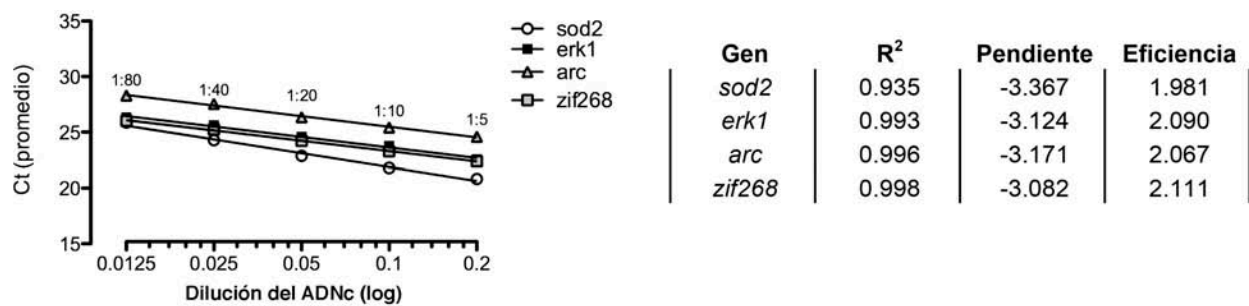 35
30
25
20
15
Ct (promedio)
1:80
1:40
1:20
1:10
1:5
0.0125 0.025 0.05 0.1 0.2
Dilución del ADNc (log)
sod2
erk1
arc
zif268
Gen R² Pendiente Eficiencia
sod2 0.935 -3.367 1.981
erk1 0.993 -3.124 2.090
arc 0.996 -3.171 2.067
zif268 0.998 -3.082 2.111